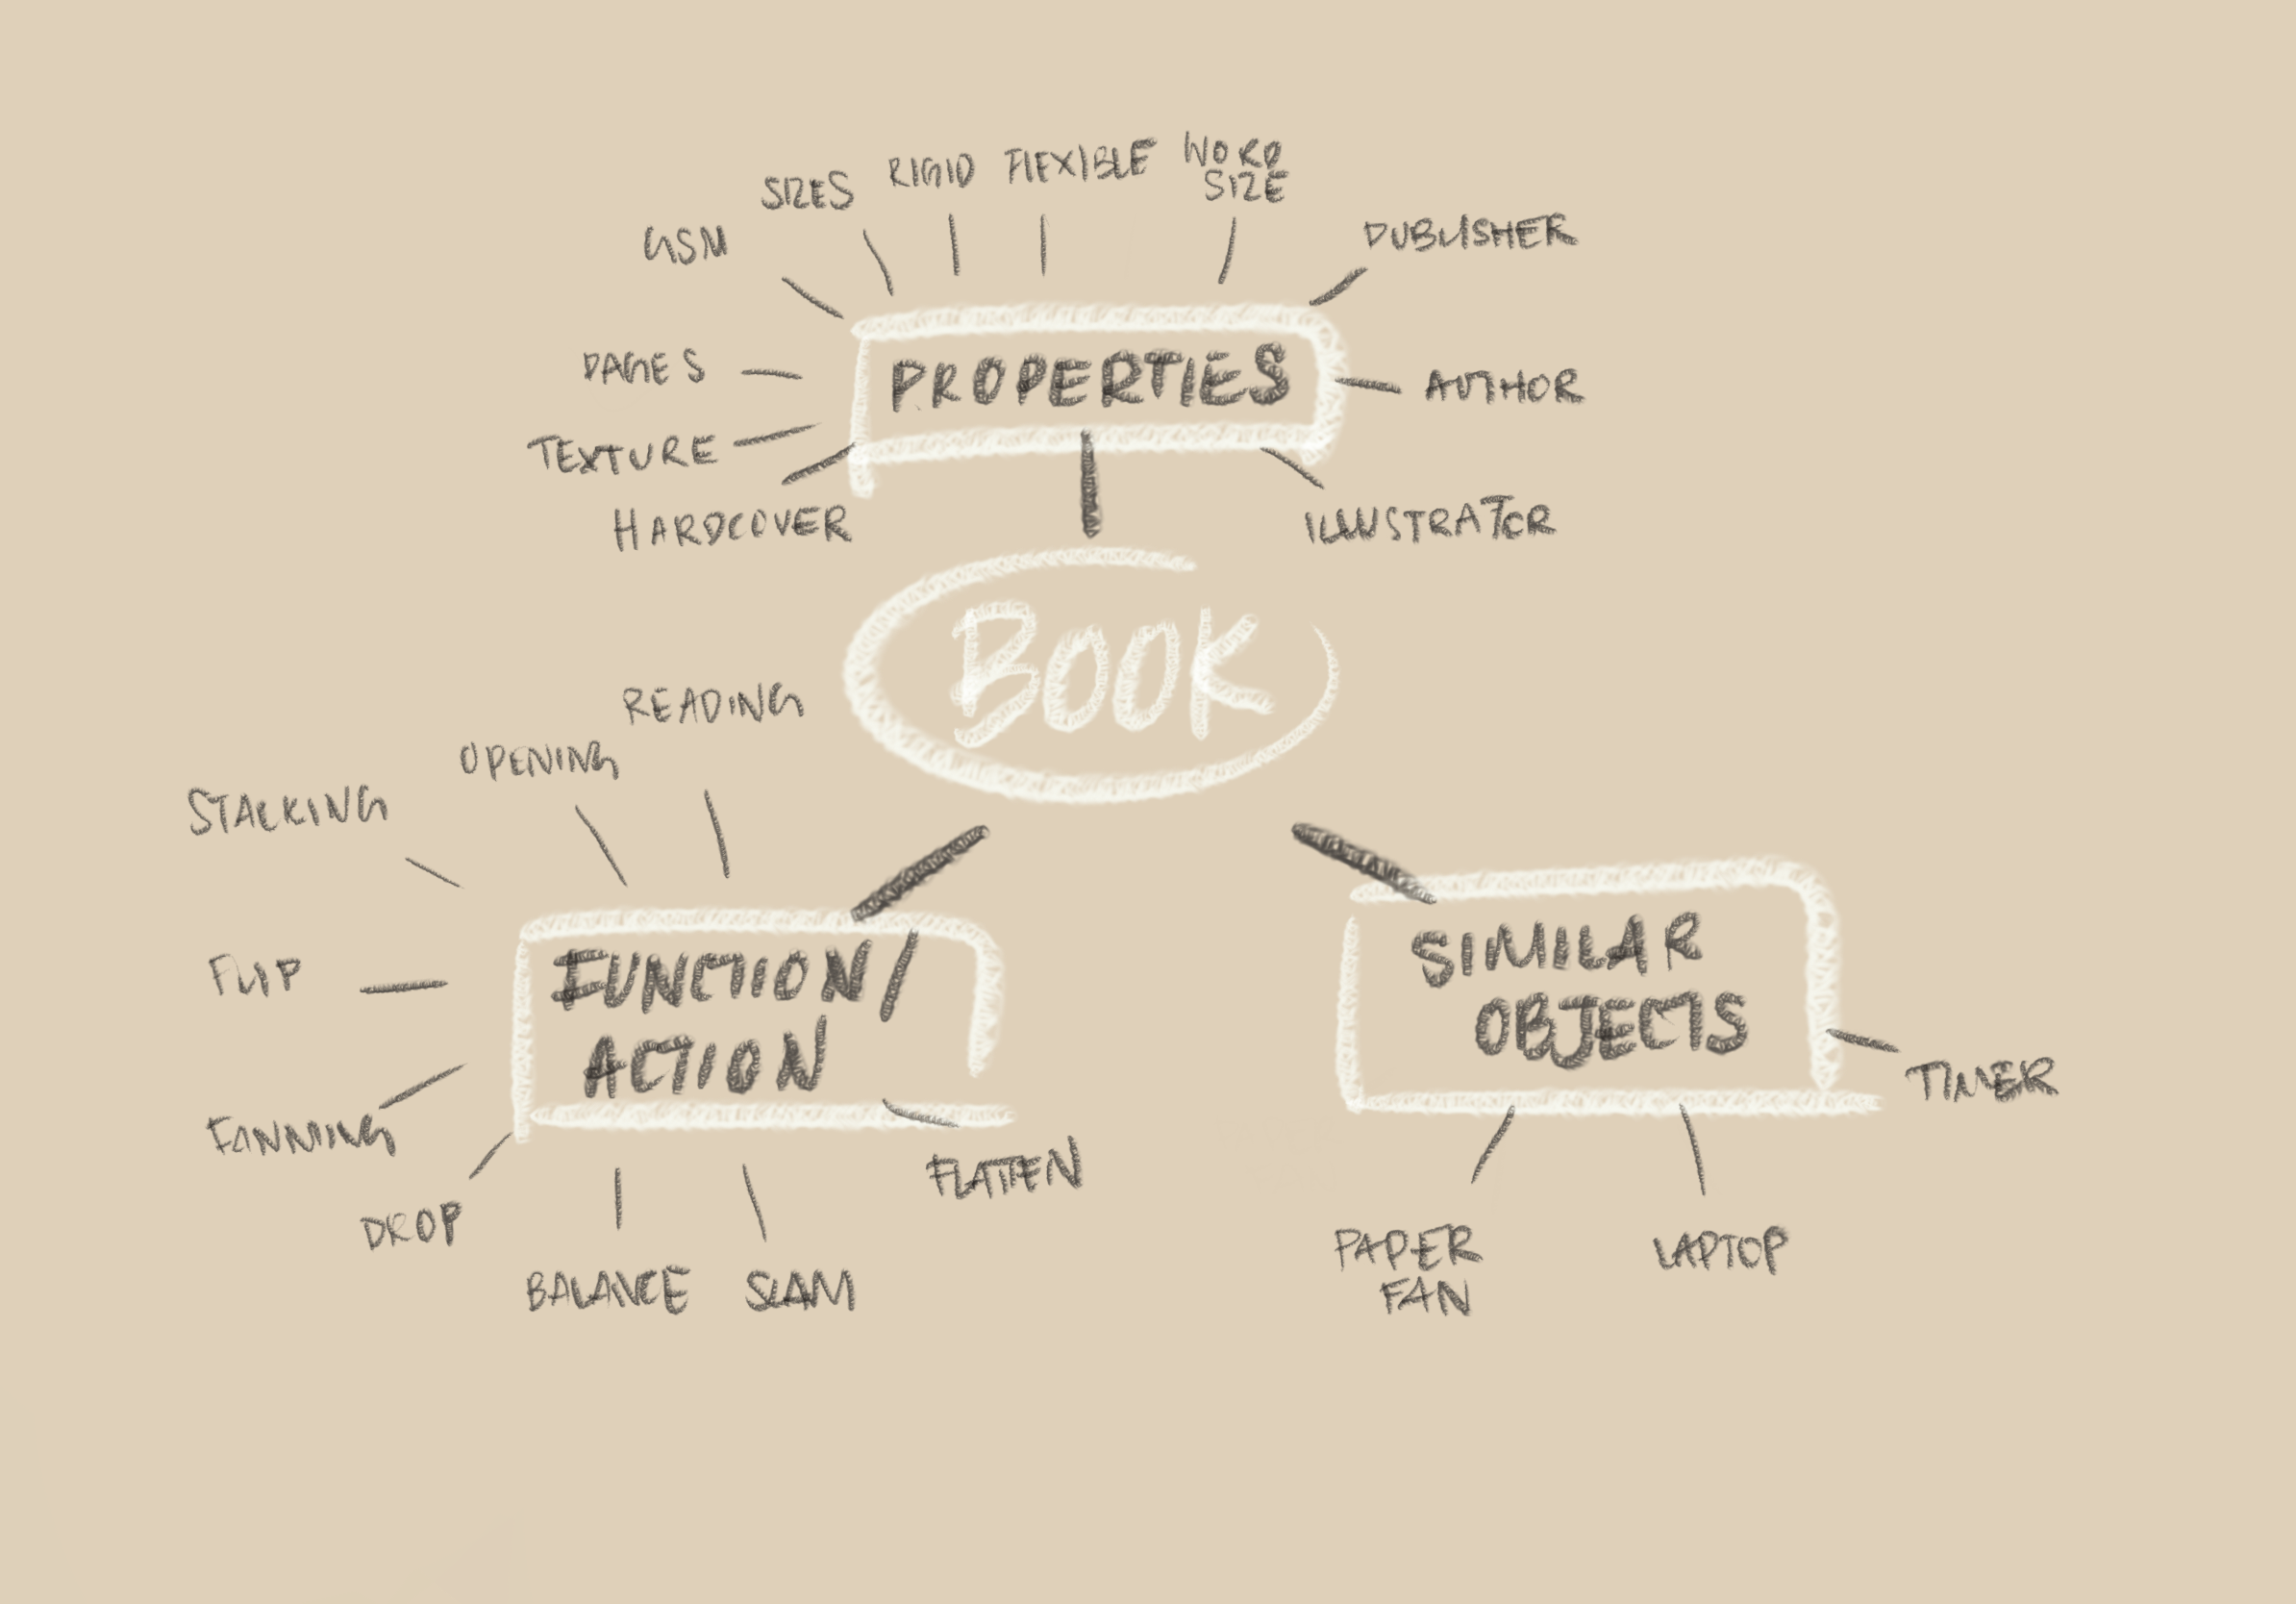 SIZES
RIGID
FLEXIBLE
WORD
SIZE
GSM
PUBLISHER
PAGES
PROPERTIES
AUTHOR
TEXTURE
HARDCOVER
ILLUSTRATOR
BOOK
READING
OPENING
STACKING
FLIP
FUNCTION/
ACTION
FANNING
DROP
BALANCE
SLAM
FLATTEN
SIMILAR
OBJECTS
TIMER
PAPER
FAN
LAPTOP